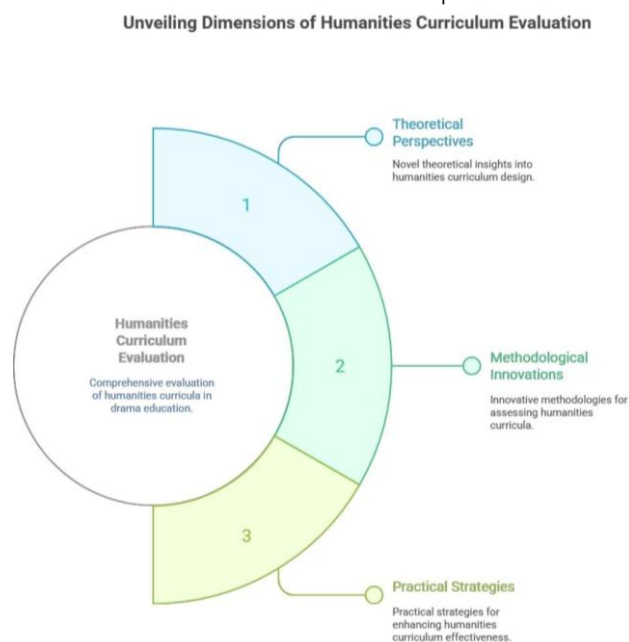 Unveiling Dimensions of Humanities Curriculum Evaluation
Theoretical
Perspectives
Novel theoretical insights into
humanities curriculum design.
1
Humanities
Curriculum
Evaluation
Comprehensive evaluation
of humanities curricula in
drama education.
2
Methodological
Innovations
Innovative methodologies for
assessing humanities
curricula.
3
Practical Strategies
Practical strategies for
enhancing humanities
curriculum effectiveness.